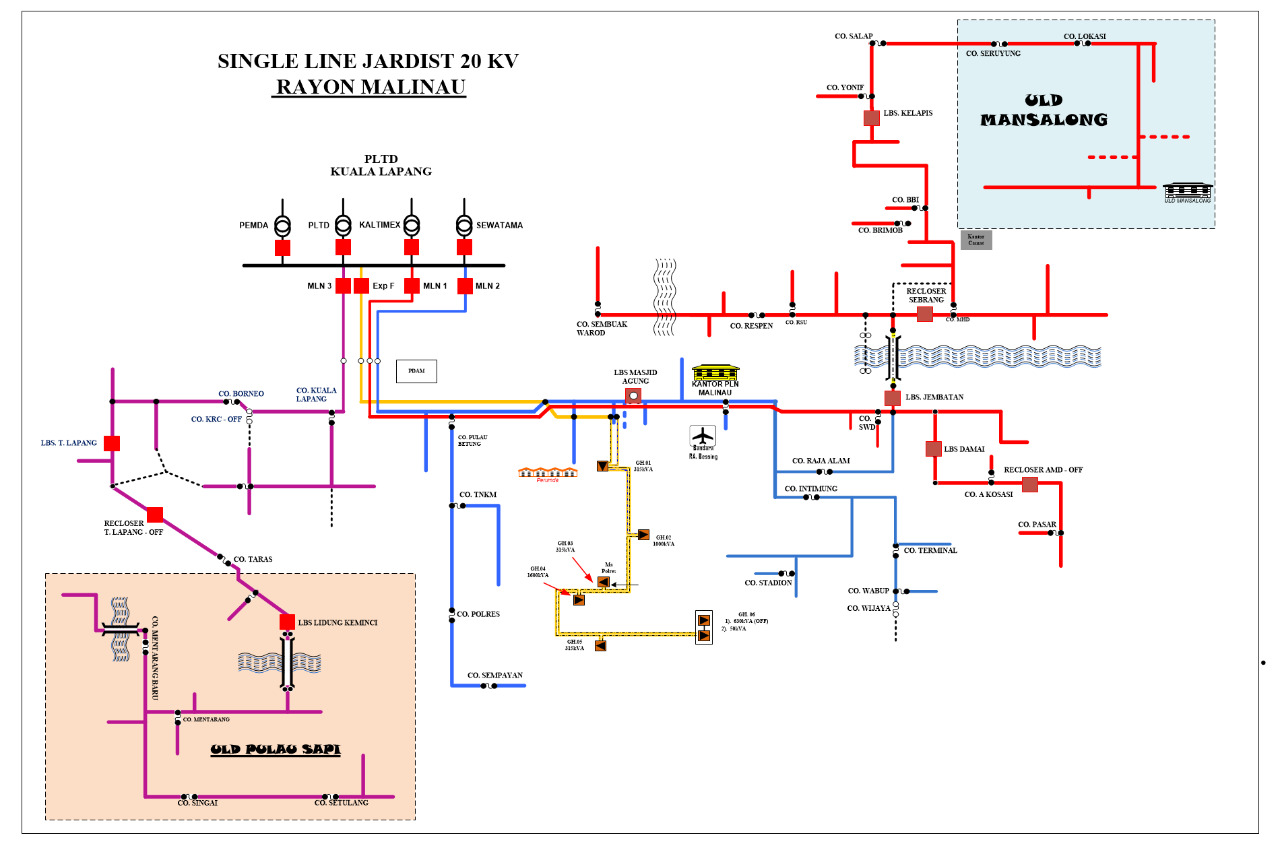 SINGLE LINE JARDIST 20 KV
RAYON MALINAU
PLTD
KUALA LAPANG
PEMDA
PLTD
KALTIMEX
SEWATAMA
MLN 3
Exp F
MLN 1
MLN 2
PDAM
CO. SALAP
CO. SERUYUNG
CO. LOKASI
CO. YONIF
LBS. KELAPIS
ULD
MANSALONG
ULD MANSALONG
CO. BBI
CO. BRIMOB
Kantor
RECLOSER
SEBRANG
CO. MBD
CO. SEMBUAK
WAROD
CO. RESPEN
CO. RSU
LBS MASJID
AGUNG
KANTOR PLN
MALINAU
LBS. JEMBATAN
CO.
SWD
LBS DAMAI
RECLOSER AMD - OFF
CO. A KOSASI
CO. PASAR
CO. BORNEO
CO. KUALA
LAPANG
CO. KRC - OFF
LBS. T. LAPANG
CO. PULAU
BETUNG
Bandara
RA. Bessing
CO. RAJA ALAM
CO. INTIMUNG
Perumda
GH.01
315kVA
CO. TNKM
RECLOSER
T. LAPANG - OFF
GH.02
1000kVA
GH.03
315kVA
Mo
Polres
GH.04
1600kVA
CO. TERMINAL
CO. STADION
CO. WABUP
CO. WIJAYA
CO. TARAS
CO. POLRES
GH. 06
1). 630kVA (OFF)
2). 50kVA
GH.05
315kVA
LBS LIDUNG KEMINCI
CO. MENTARANG BARU
CO. SEMPAYAN
CO. MENTARANG
ULD PULAU SAPI
CO. SINGAI
CO. SETULANG